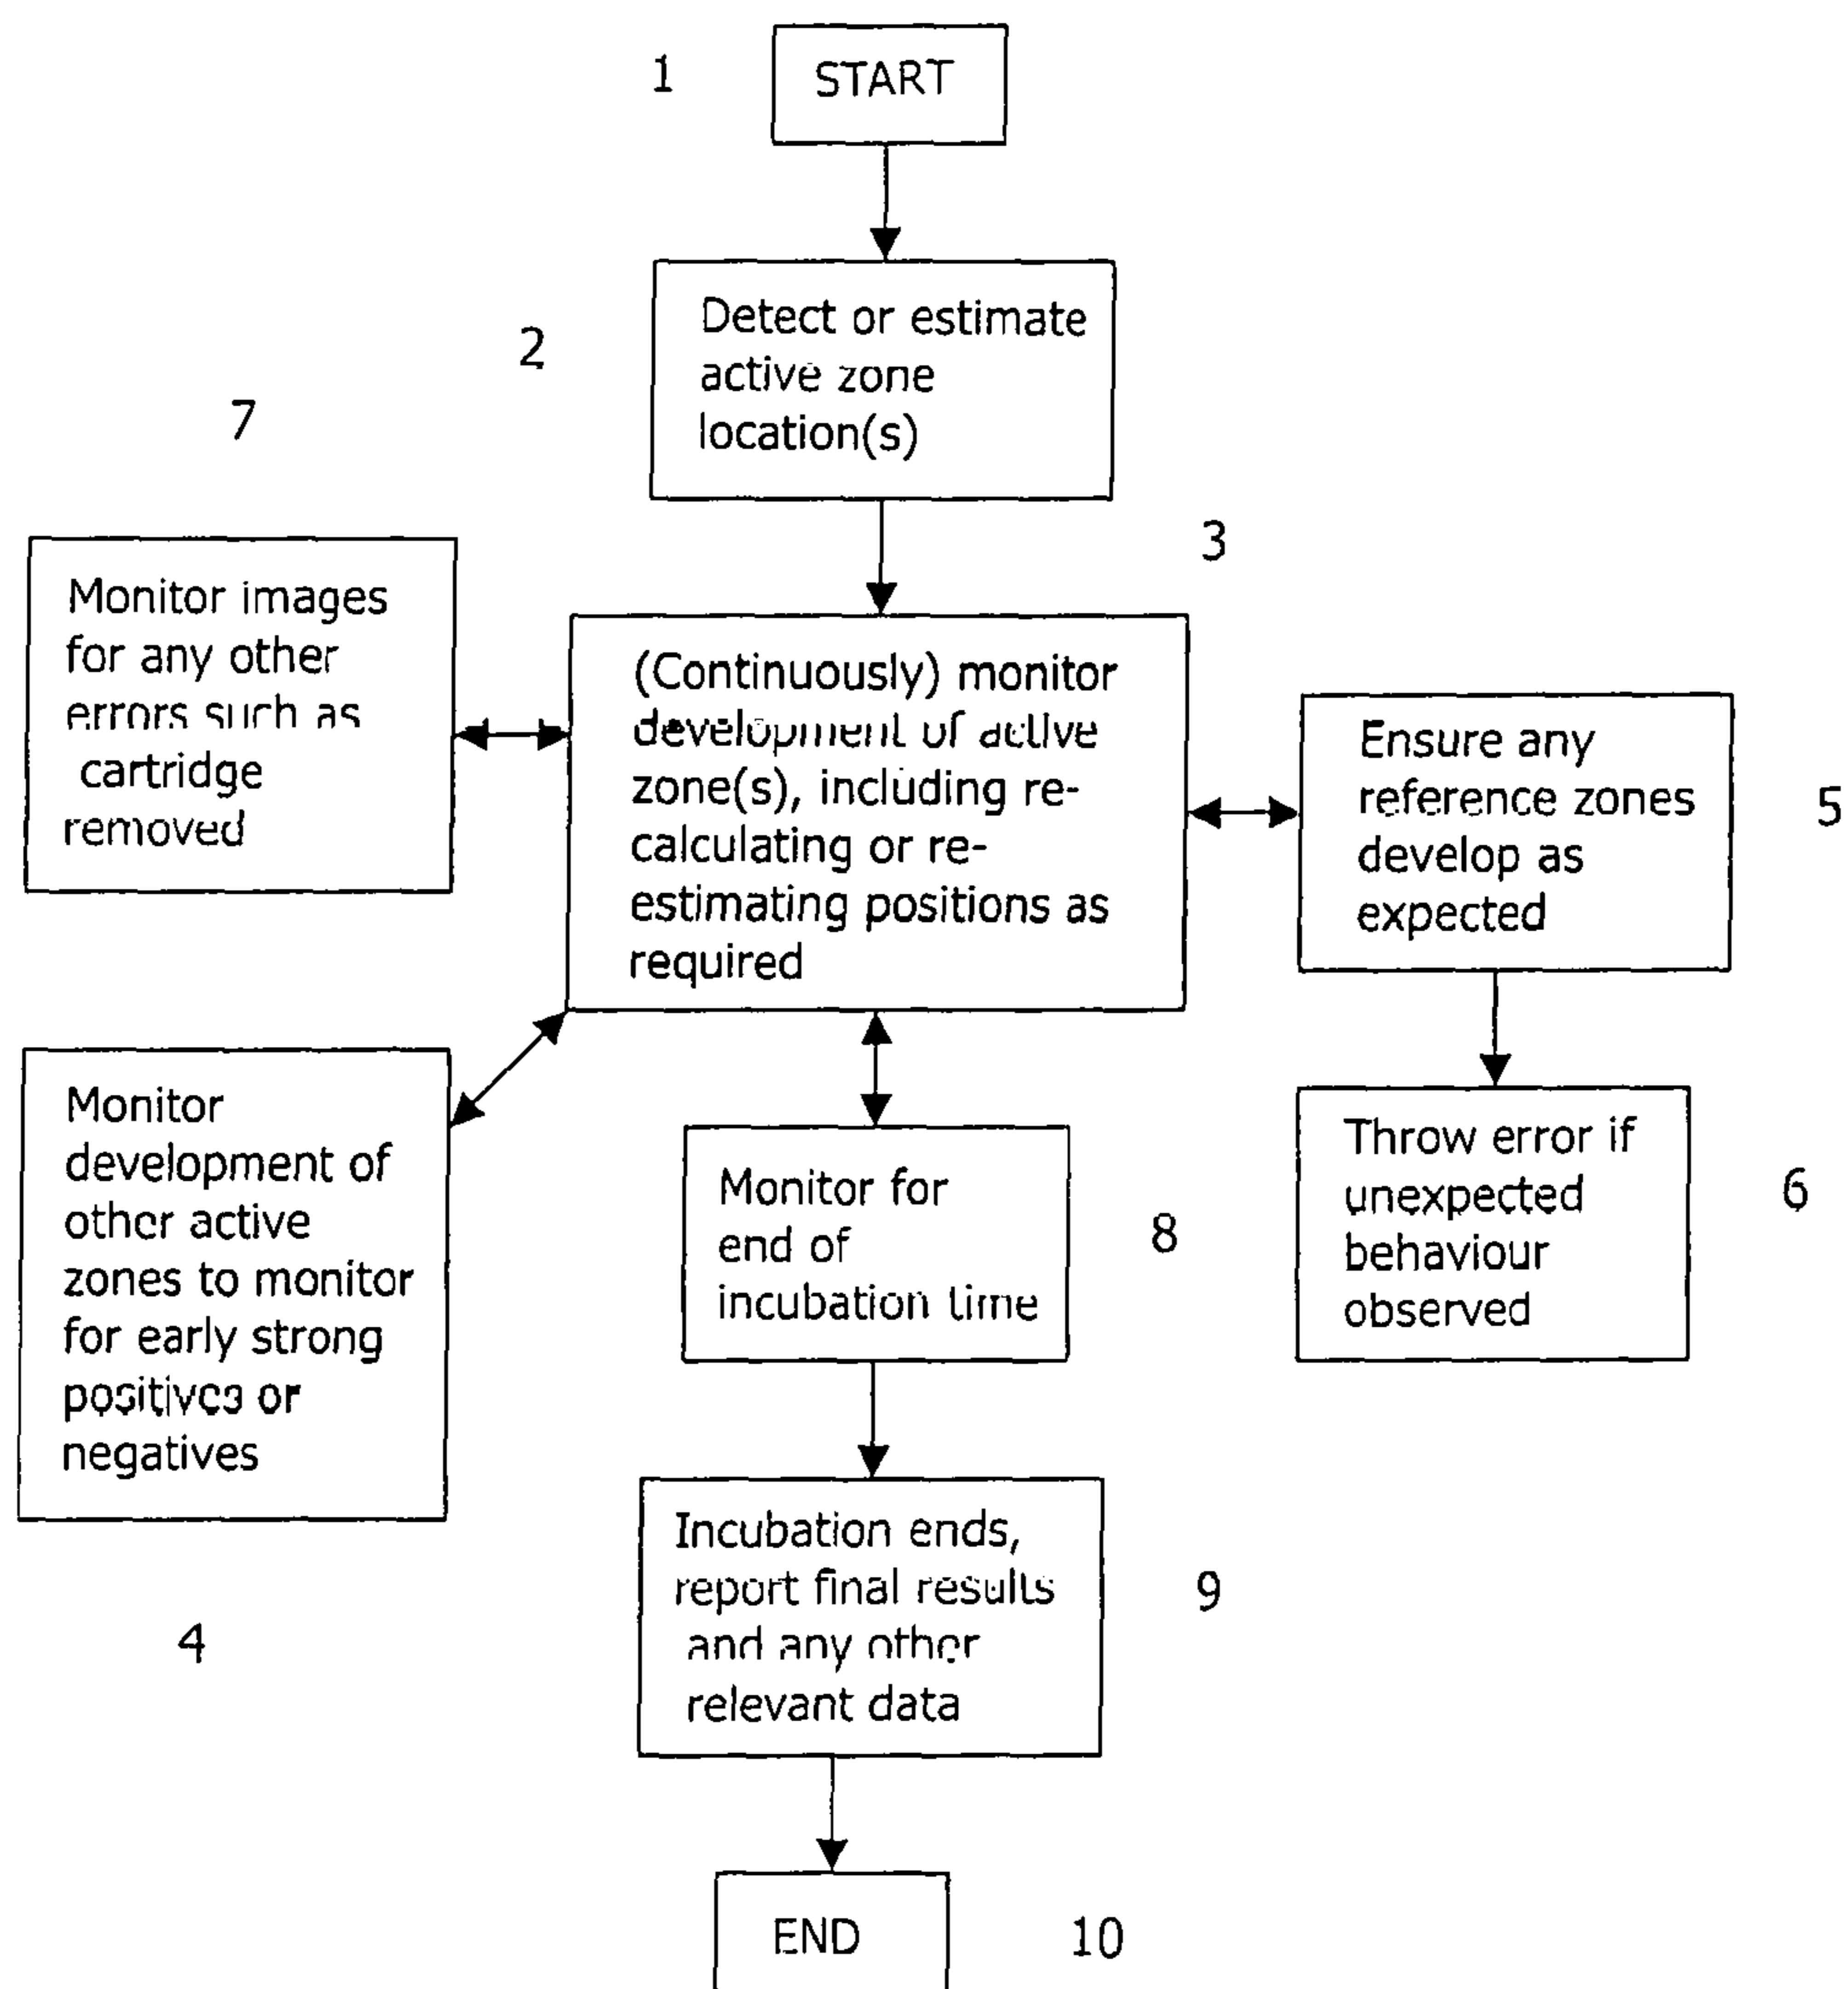 1
START
2
Detect or estimate
active zone
location(s)
7
3
Monitor images
for any other
errors such as
cartridge
removed
(Continuously) monitor
development of active
zone(s), including re-
calculating or re-
estimating positions as
required
Ensure any
reference zones
develop as
expected
5
Monitor
development of
other active
zones to monitor
for early strong
positives or
negatives
4
Monitor for
end of
incubation time
8
Throw error if
unexpected
behaviour
observed
6
Incubation ends,
report final results
and any other
relevant data
9
END
10